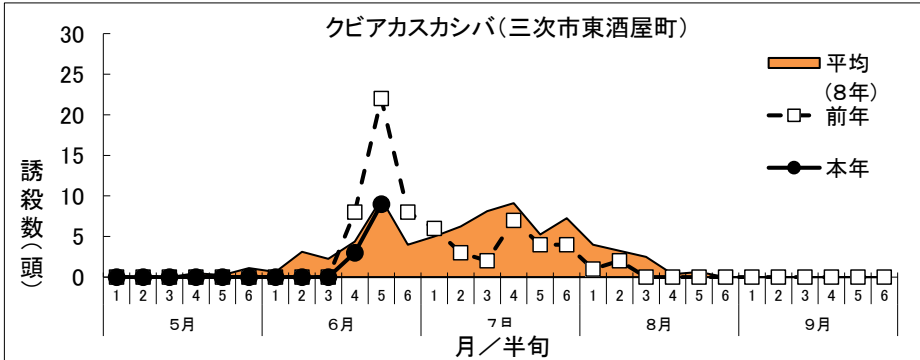 クビアカスカシバ（三次市東酒屋町）
30
25
20
15
10
5
0
誘殺数（頭）
平均
（8年）
前年
本年
1 2 3 4 5 6 1 2 3 4 5 6 1 2 3 4 5 6 1 2 3 4 5 6 1 2 3 4 5 6
5月 6月 7月 8月 9月
月／半旬